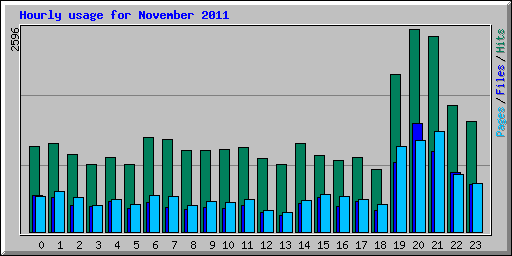 Hourly usage for November 2011
2596
Pages / Files / Hits
0 1 2 3 4 5 6 7 8 9 10 11 12 13 14 15 16 17 18 19 20 21 22 23